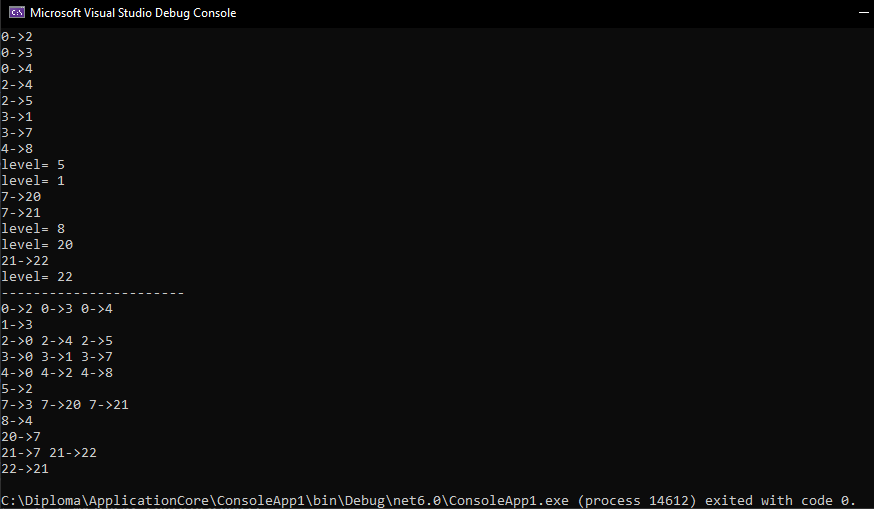 Microsoft Visual Studio Debug Console
0->2
0->3
0->4
2->4
2->5
3->1
3->7
4->8
level= 5
level= 1
7->20
7->21
level= 8
level= 20
21->22
level= 22
-----------------------
0->2 0->3 0->4
1->3
2->0 2->4 2->5
3->0 3->1 3->7
4->0 4->2 4->8
5->2
7->3 7->20 7->21
8->4
20->7
21->7 21->22
22->21
C:\Diploma\ApplicationCore\ConsoleApp1\bin\Debug\net6.0\ConsoleApp1.exe (process 14612) exited with code 0.